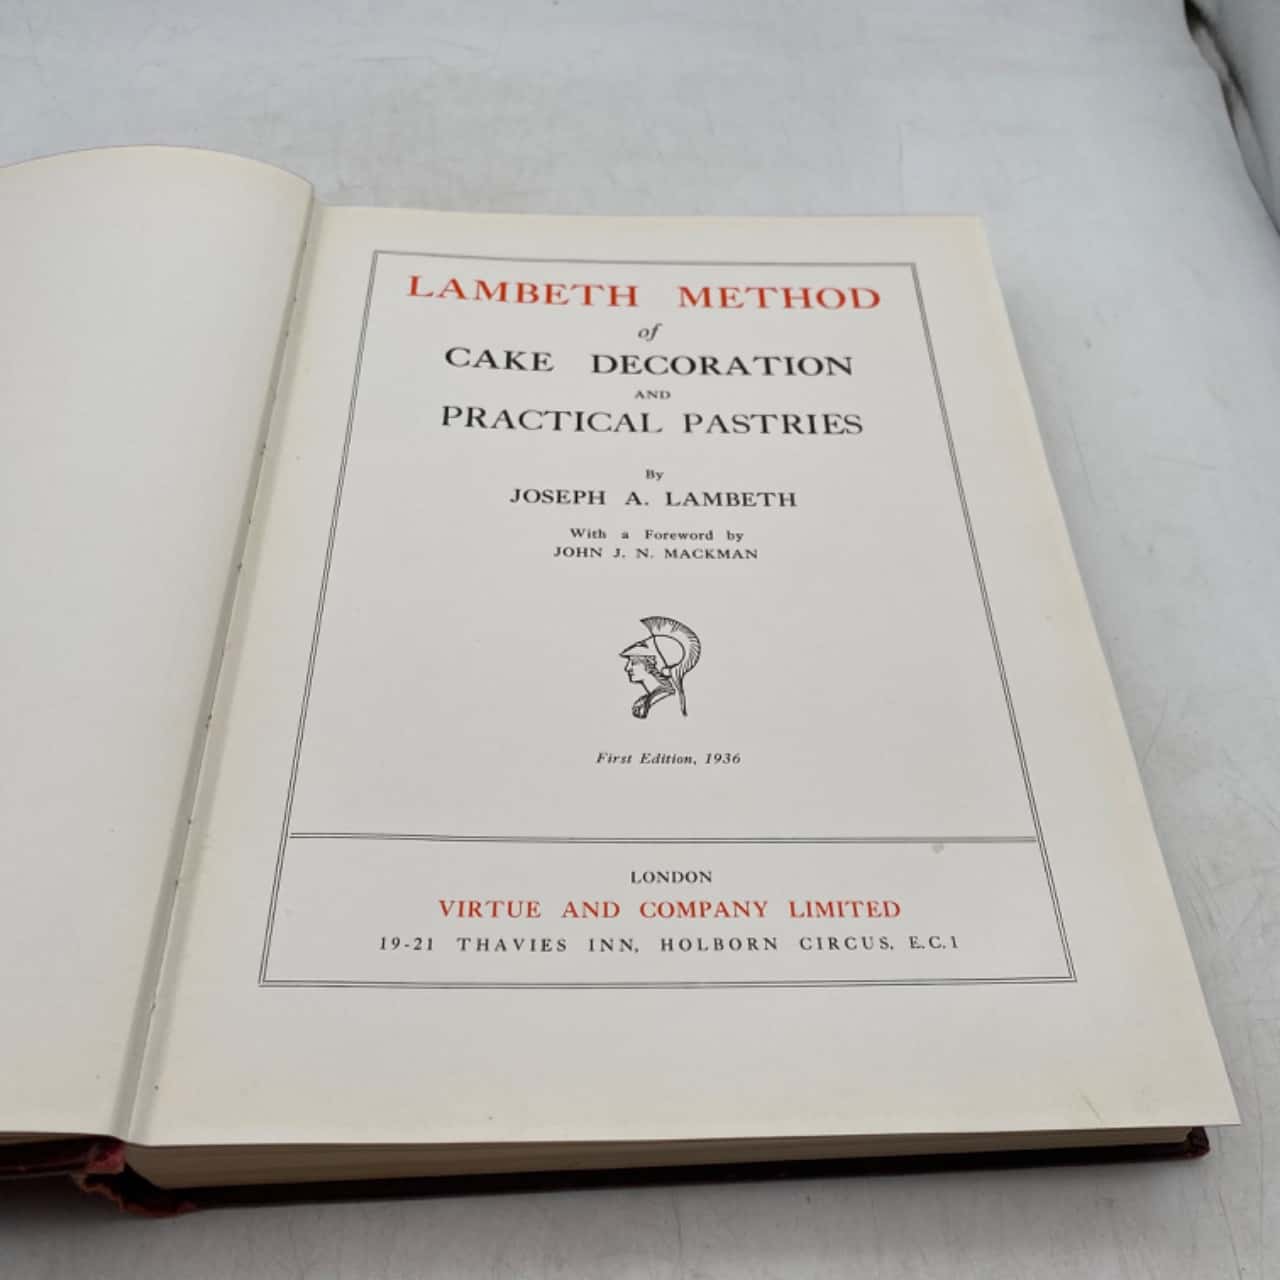 LAMBETH METHOD
of
CAKE DECORATION
AND
PRACTICAL PASTRIES
By
JOSEPH A. LAMBETH
With a Foreword by
JOHN J. N. MACKMAN
First Edition, 1936
LONDON
VIRTUE AND COMPANY LIMITED
19-21 THAVIES INN, HOLBORN CIRCUS, E.C.1